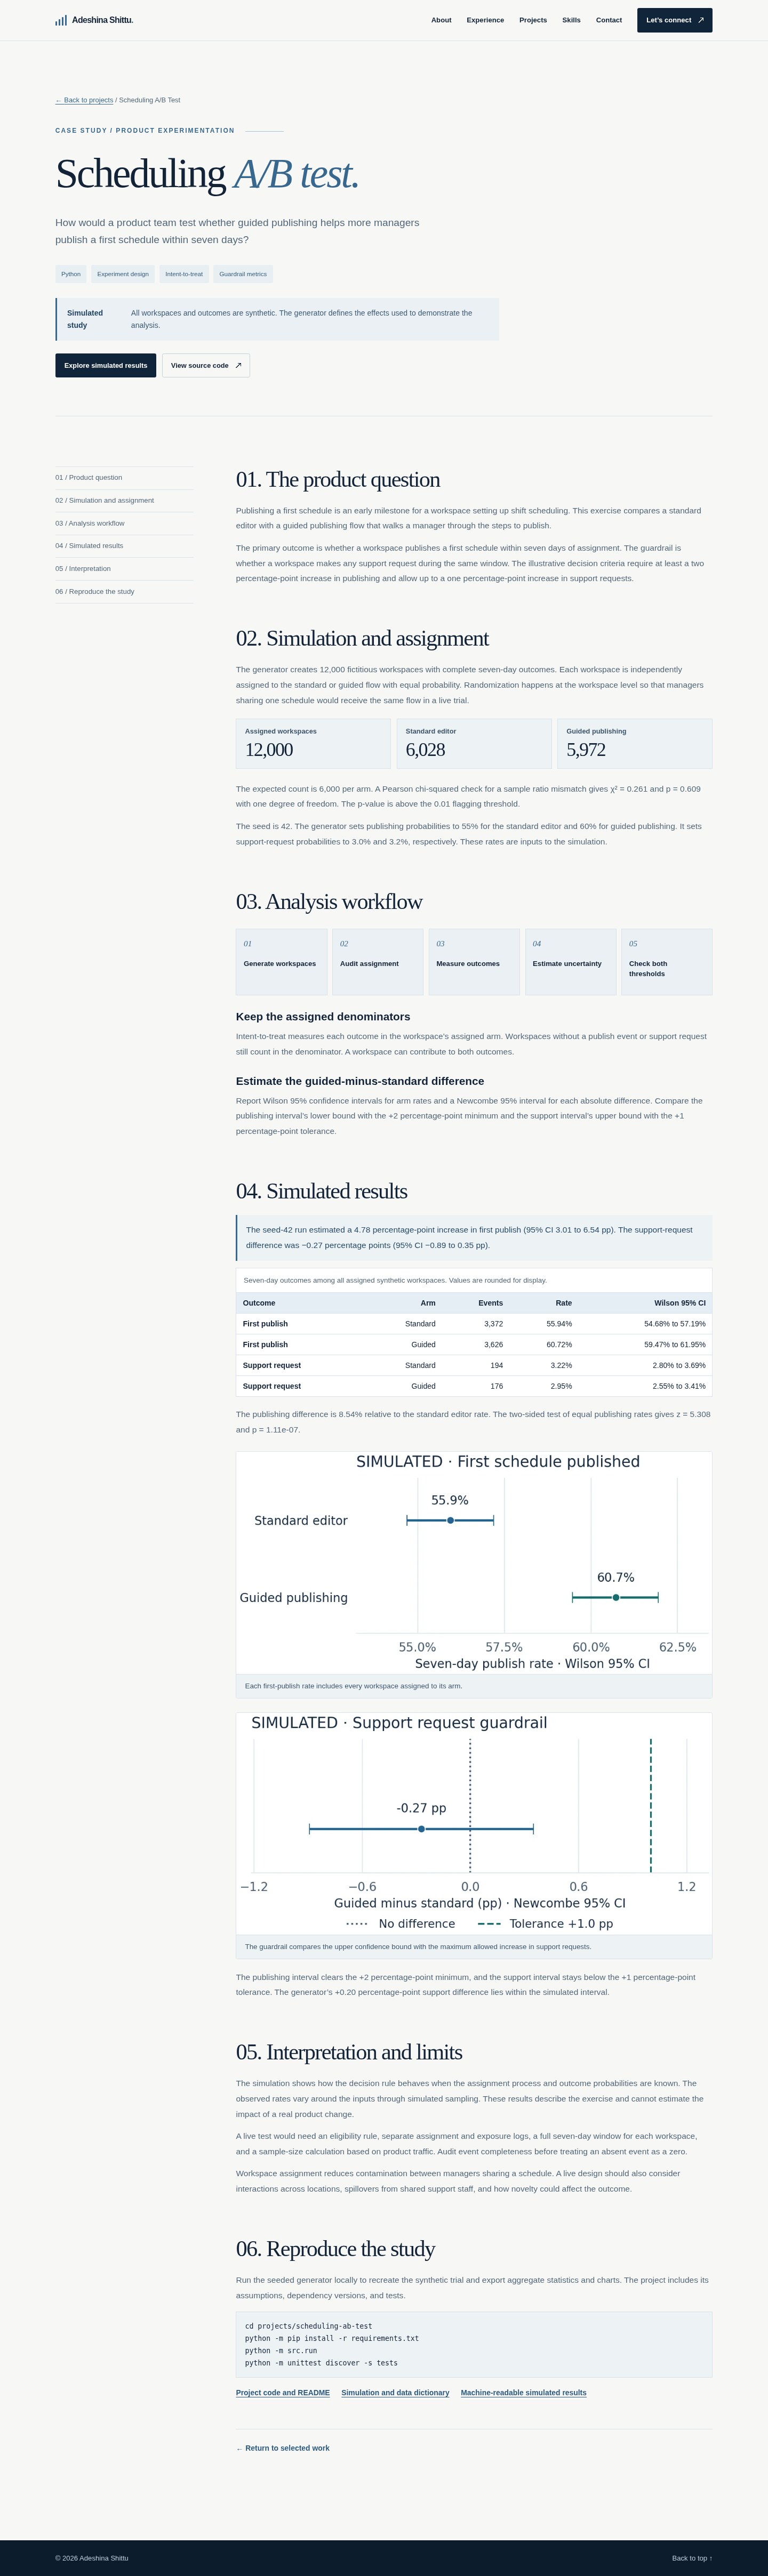 Adeshina Shittu.
About Experience Projects Skills Contact Let's connect ↗
← Back to projects / Scheduling A/B Test
CASE STUDY / PRODUCT EXPERIMENTATION
Scheduling A/B test.
How would a product team test whether guided publishing helps more managers
publish a first schedule within seven days?
Python Experiment design Intent-to-treat Guardrail metrics
Simulated
study
All workspaces and outcomes are synthetic. The generator defines the effects used to demonstrate the
analysis.
Explore simulated results View source code ↗
01 / Product question
02 / Simulation and assignment
03 / Analysis workflow
04 / Simulated results
05 / Interpretation
06 / Reproduce the study
01. The product question
Publishing a first schedule is an early milestone for a workspace setting up shift scheduling. This exercise compares a standard
editor with a guided publishing flow that walks a manager through the steps to publish.
The primary outcome is whether a workspace publishes a first schedule within seven days of assignment. The guardrail is
whether a workspace makes any support request during the same window. The illustrative decision criteria require at least a two
percentage-point increase in publishing and allow up to a one percentage-point increase in support requests.
02. Simulation and assignment
The generator creates 12,000 fictitious workspaces with complete seven-day outcomes. Each workspace is independently
assigned to the standard or guided flow with equal probability. Randomization happens at the workspace level so that managers
sharing one schedule would receive the same flow in a live trial.
Assigned workspaces
12,000
Standard editor
6,028
Guided publishing
5,972
The expected count is 6,000 per arm. A Pearson chi-squared check for a sample ratio mismatch gives χ² = 0.261 and p = 0.609
with one degree of freedom. The p-value is above the 0.01 flagging threshold.
The seed is 42. The generator sets publishing probabilities to 55% for the standard editor and 60% for guided publishing. It sets
support-request probabilities to 3.0% and 3.2%, respectively. These rates are inputs to the simulation.
03. Analysis workflow
01
Generate workspaces
02
Audit assignment
03
Measure outcomes
04
Estimate uncertainty
05
Check both
thresholds
Keep the assigned denominators
Intent-to-treat measures each outcome in the workspace's assigned arm. Workspaces without a publish event or support request
still count in the denominator. A workspace can contribute to both outcomes.
Estimate the guided-minus-standard difference
Report Wilson 95% confidence intervals for arm rates and a Newcombe 95% interval for each absolute difference. Compare the
publishing interval's lower bound with the +2 percentage-point minimum and the support interval's upper bound with the +1
percentage-point tolerance.
04. Simulated results
The seed-42 run estimated a 4.78 percentage-point increase in first publish (95% CI 3.01 to 6.54 pp). The support-request
difference was −0.27 percentage points (95% CI −0.89 to 0.35 pp).
Seven-day outcomes among all assigned synthetic workspaces. Values are rounded for display.
Outcome Arm Events Rate Wilson 95% CI
First publish Standard 3,372 55.94% 54.68% to 57.19%
First publish Guided 3,626 60.72% 59.47% to 61.95%
Support request Standard 194 3.22% 2.80% to 3.69%
Support request Guided 176 2.95% 2.55% to 3.41%
The publishing difference is 8.54% relative to the standard editor rate. The two-sided test of equal publishing rates gives z = 5.308
and p = 1.11e-07.
SIMULATED · First schedule published
55.9%
Standard editor
60.7%
Guided publishing
55.0% 57.5% 60.0% 62.5%
Seven-day publish rate · Wilson 95% CI
Each first-publish rate includes every workspace assigned to its arm.
SIMULATED · Support request guardrail
-0.27 pp
−1.2 −0.6 0.0 0.6 1.2
Guided minus standard (pp) · Newcombe 95% CI
No difference Tolerance +1.0 pp
The guardrail compares the upper confidence bound with the maximum allowed increase in support requests.
The publishing interval clears the +2 percentage-point minimum, and the support interval stays below the +1 percentage-point
tolerance. The generator's +0.20 percentage-point support difference lies within the simulated interval.
05. Interpretation and limits
The simulation shows how the decision rule behaves when the assignment process and outcome probabilities are known. The
observed rates vary around the inputs through simulated sampling. These results describe the exercise and cannot estimate the
impact of a real product change.
A live test would need an eligibility rule, separate assignment and exposure logs, a full seven-day window for each workspace,
and a sample-size calculation based on product traffic. Audit event completeness before treating an absent event as a zero.
Workspace assignment reduces contamination between managers sharing a schedule. A live design should also consider
interactions across locations, spillovers from shared support staff, and how novelty could affect the outcome.
06. Reproduce the study
Run the seeded generator locally to recreate the synthetic trial and export aggregate statistics and charts. The project includes its
assumptions, dependency versions, and tests.
cd projects/scheduling-ab-test
python -m pip install -r requirements.txt
python -m src.run
python -m unittest discover -s tests
Project code and README Simulation and data dictionary Machine-readable simulated results
← Return to selected work
© 2026 Adeshina Shittu Back to top ↑